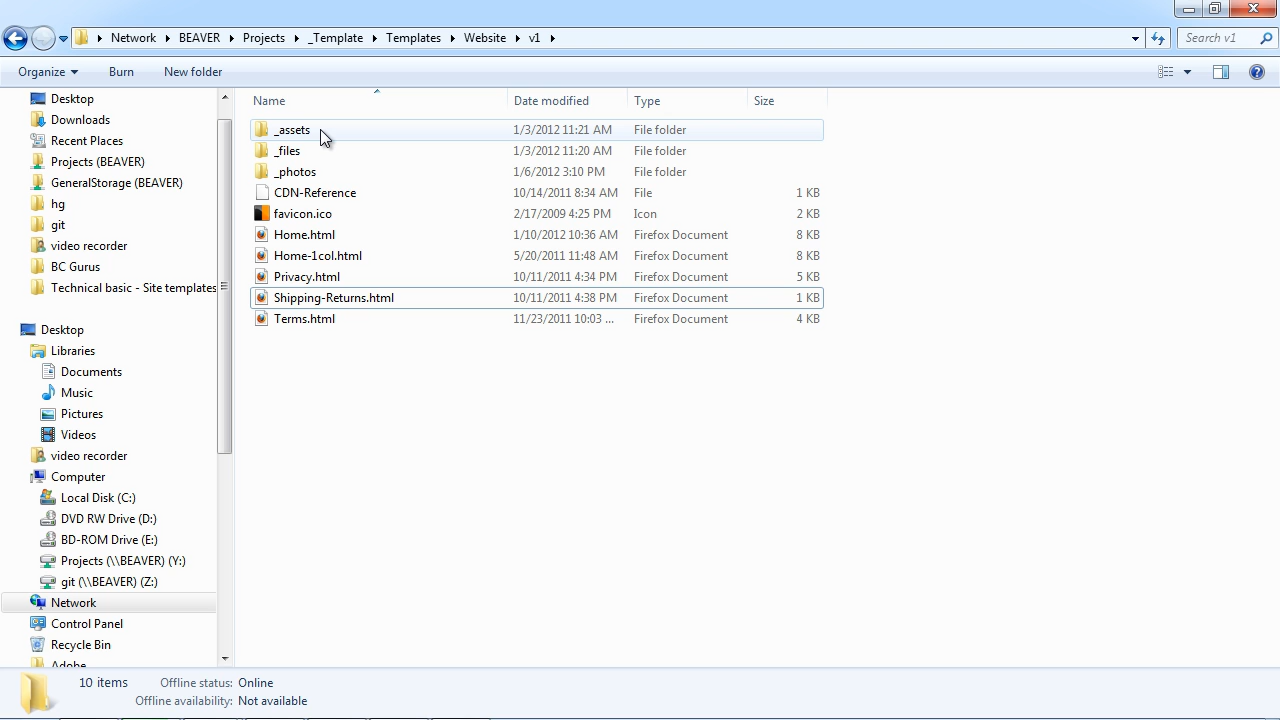 Network BEAVER Projects _Template Templates Website v1 Search v1
Organize Burn New folder
Name Date modified Type Size
Desktop
Downloads
Recent Places
Projects (BEAVER)
GeneralStorage (BEAVER)
hg
git
video recorder
BC Gurus
Technical basic - Site templates
Desktop
Libraries
Documents
Music
Pictures
Videos
video recorder
Computer
Local Disk (C:)
DVD RW Drive (D:)
BD-ROM Drive (E:)
Projects (\\BEAVER) (Y:)
git (\\BEAVER) (Z:)
Network
Control Panel
Recycle Bin
Adobe
_assets 1/3/2012 11:21 AM File folder
_files 1/3/2012 11:20 AM File folder
_photos 1/6/2012 3:10 PM File folder
CDN-Reference 10/14/2011 8:34 AM File 1 KB
favicon.ico 2/17/2009 4:25 PM Icon 2 KB
Home.html 1/10/2012 10:36 AM Firefox Document 8 KB
Home-1col.html 5/20/2011 11:48 AM Firefox Document 8 KB
Privacy.html 10/11/2011 4:34 PM Firefox Document 5 KB
Shipping-Returns.html 10/11/2011 4:38 PM Firefox Document 1 KB
Terms.html 11/23/2011 10:03 ... Firefox Document 4 KB
10 items Offline status: Online
Offline availability: Not available